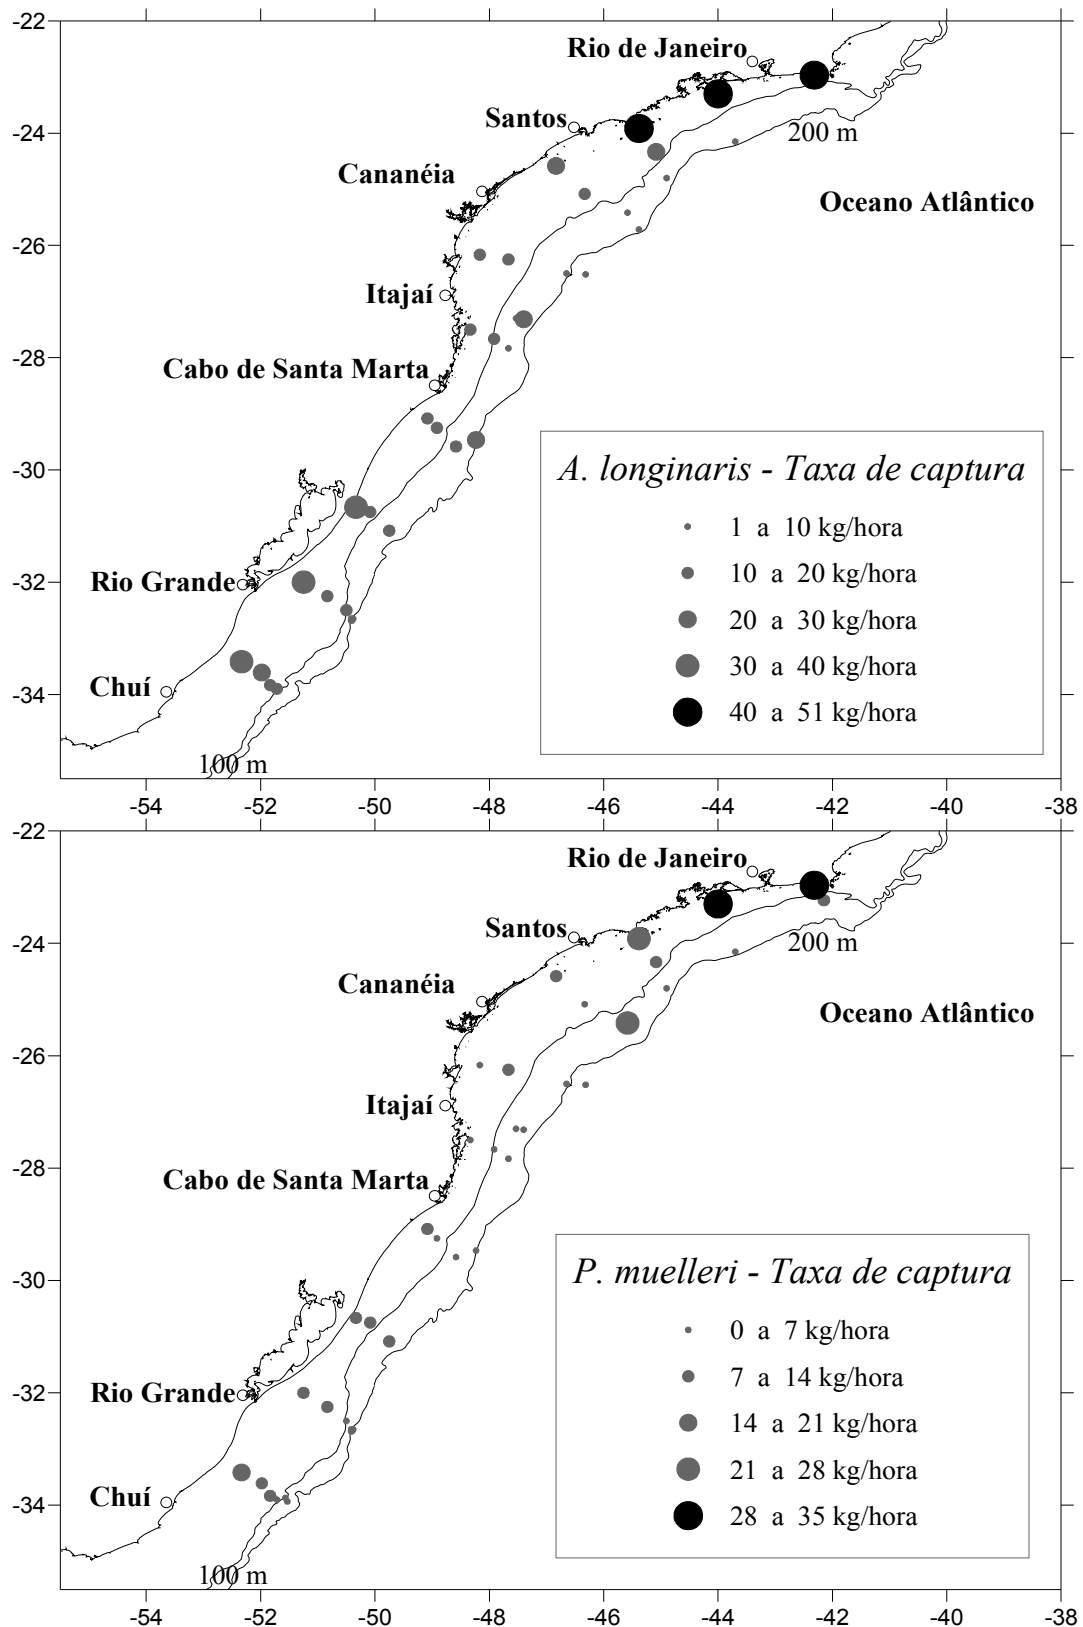 -22
Rio de Janeiro
Santos
-24
200 m
Cananéia
Oceano Atlântico
-26
Itajaí
-28
Cabo de Santa Marta
-30
A. longinaris - Taxa de captura
1 a 10 kg/hora
10 a 20 kg/hora
20 a 30 kg/hora
30 a 40 kg/hora
40 a 51 kg/hora
-32
Rio Grande
Chuí
-34
100 m
-54 -52 -50 -48 -46 -44 -42 -40 -38
-22
Rio de Janeiro
Santos
-24
200 m
Cananéia
Oceano Atlântico
-26
Itajaí
-28
Cabo de Santa Marta
-30
P. muelleri - Taxa de captura
0 a 7 kg/hora
7 a 14 kg/hora
14 a 21 kg/hora
21 a 28 kg/hora
28 a 35 kg/hora
-32
Rio Grande
Chuí
-34
100 m
-54 -52 -50 -48 -46 -44 -42 -40 -38